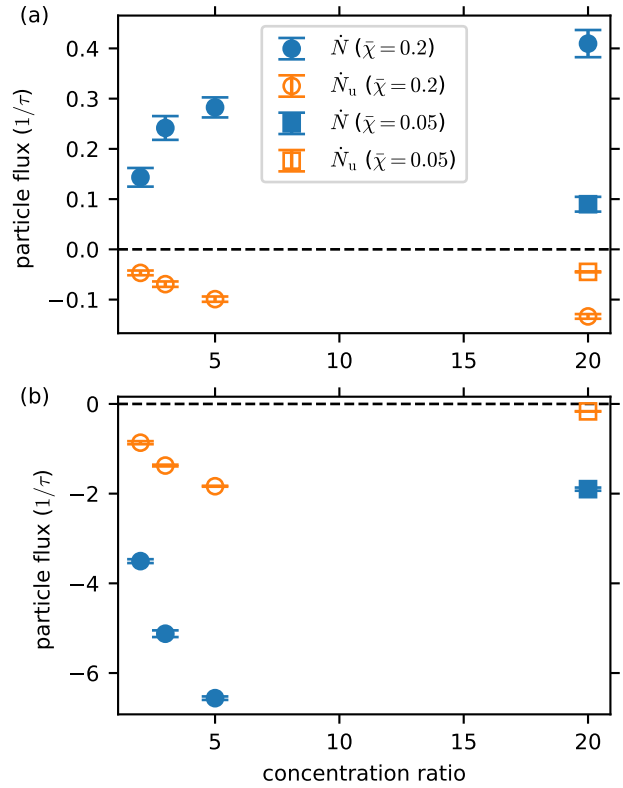 (a)
0.4
0.3
0.2
0.1
0.0
−0.1
particle flux (1/τ)
Ṅ (χ̄ = 0.2)
Ṅᵤ (χ̄ = 0.2)
Ṅ (χ̄ = 0.05)
Ṅᵤ (χ̄ = 0.05)
5
10
15
20
(b)
0
−2
−4
−6
particle flux (1/τ)
5
10
15
20
concentration ratio